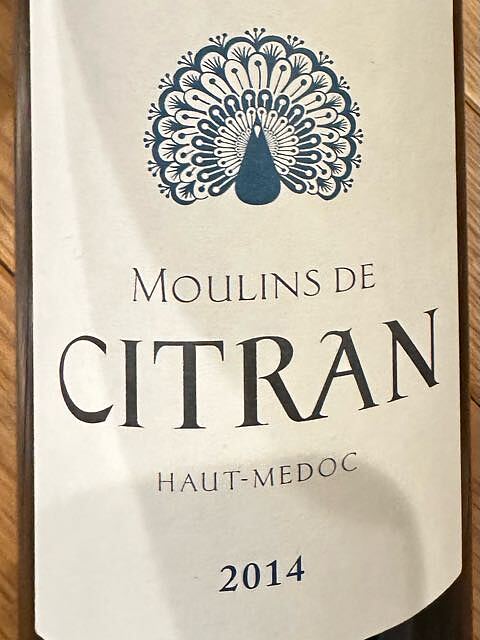 MOULINS DE
CITRAN
HAUT-MEDOC
2014